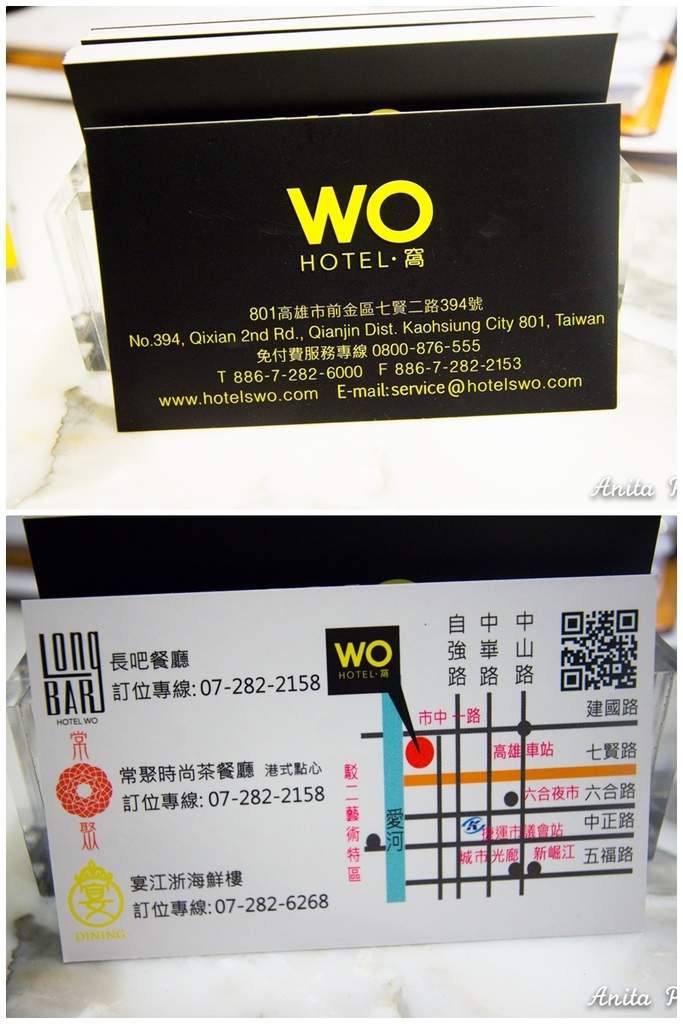 WO
HOTEL·窩
801高雄市前金區七賢二路394號
No.394, Qixian 2nd Rd., Qianjin Dist. Kaohsiung City 801, Taiwan
免付費服務專線 0800-876-555
T 886-7-282-6000 F 886-7-282-2153
www.hotelswo.com E-mail:service@hotelswo.com
Anita
LONG
BAR
HOTEL WO
長吧餐廳
訂位專線:07-282-2158
常
聚
常聚時尚茶餐廳 港式點心
訂位專線:07-282-2158
宴
DINING
宴江浙海鮮樓
訂位專線:07-282-6268
WO
HOTEL·窩
自強路
中華路
中山路
市中一路
建國路
高雄車站
七賢路
六合夜市
六合路
中正路
捷運市議會站
城市光廊
新崛江
五福路
愛河
駁二藝術特區
Anita